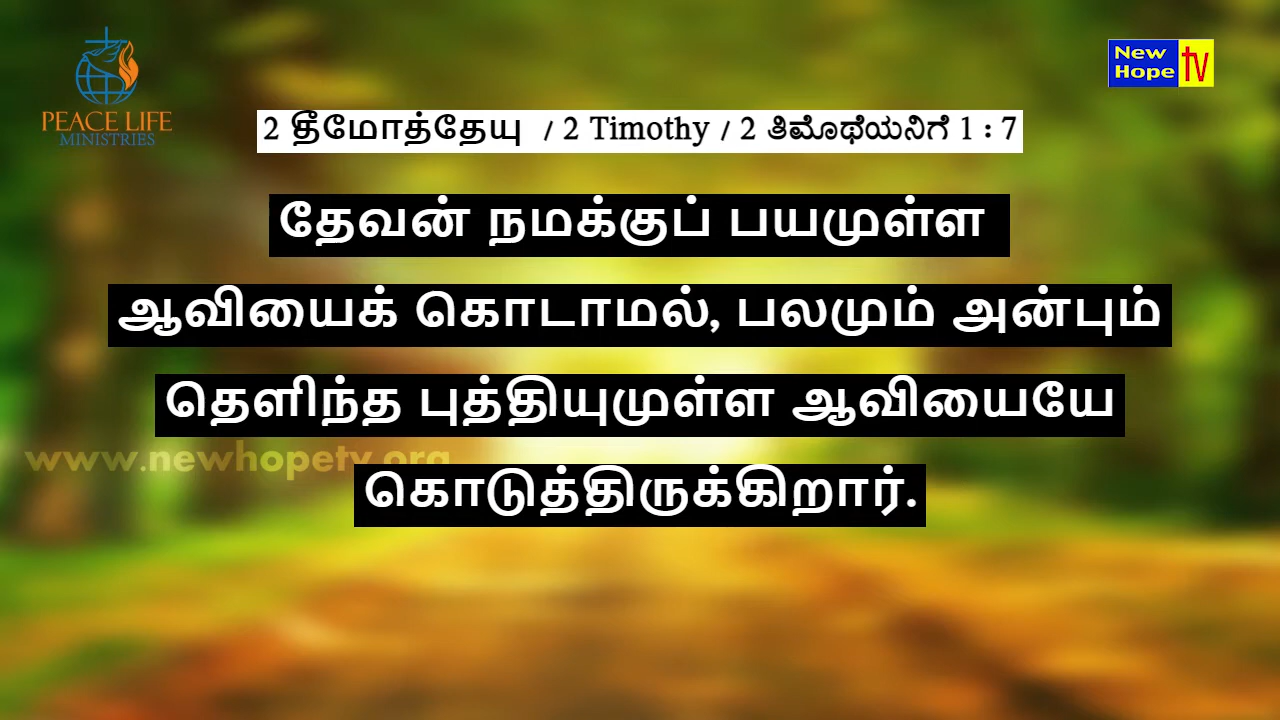 PEACE LIFE
MINISTRIES
New
Hope tv
2 தீமோத்தேயு / 2 Timothy / 2 ತಿಮೊಥೆಯನಿಗೆ 1 : 7
தேவன் நமக்குப் பயமுள்ள
ஆவியைக் கொடாமல், பலமும் அன்பும்
தெளிந்த புத்தியுமுள்ள ஆவியையே
www.newhopetv.org
கொடுத்திருக்கிறார்.